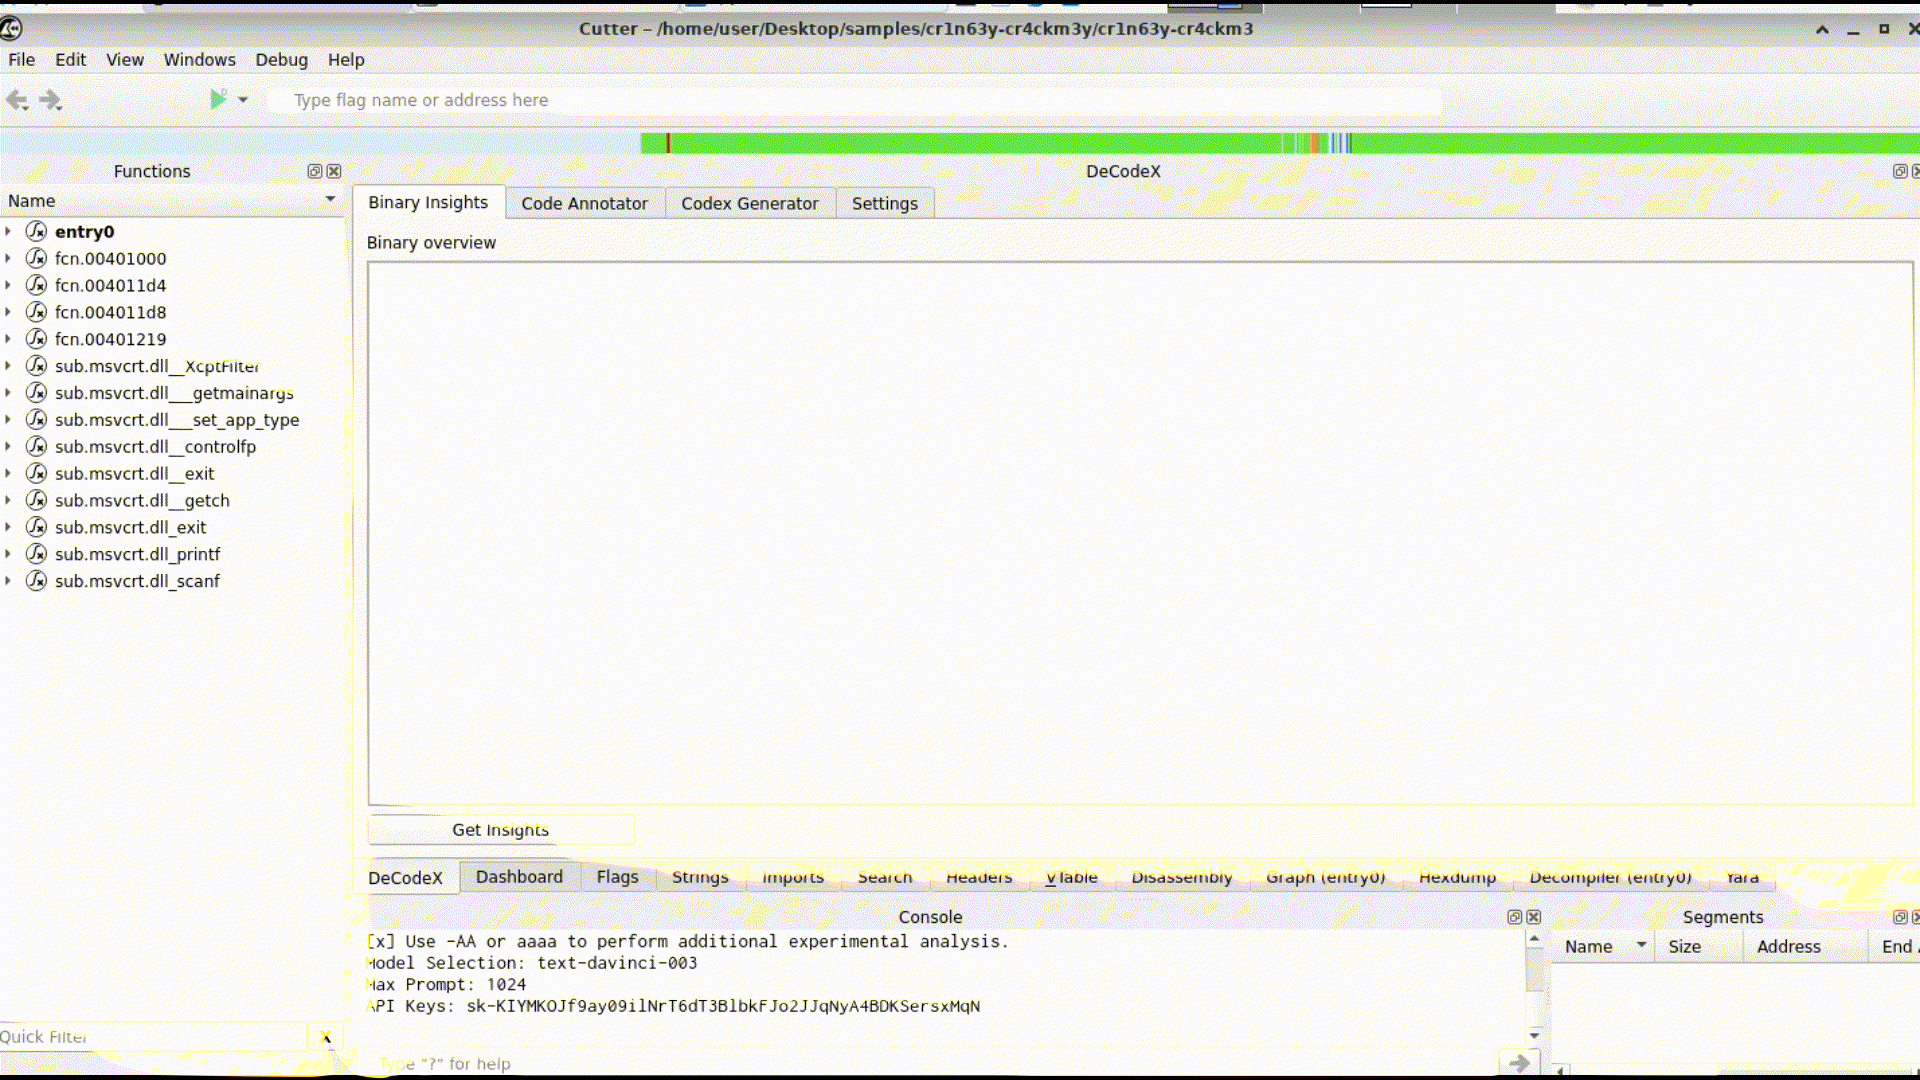 Cutter – /home/user/Desktop/samples/cr1n63y-cr4ckm3y/cr1n63y-cr4ckm3
File Edit View Windows Debug Help
Type flag name or address here
Functions
DeCodeX
Name
Binary Insights Code Annotator Codex Generator Settings
Binary overview
entry0
fcn.00401000
fcn.004011d4
fcn.004011d8
fcn.00401219
sub.msvcrt.dll__XcptFilter
sub.msvcrt.dll___getmainargs
sub.msvcrt.dll___set_app_type
sub.msvcrt.dll__controlfp
sub.msvcrt.dll__exit
sub.msvcrt.dll__getch
sub.msvcrt.dll_exit
sub.msvcrt.dll_printf
sub.msvcrt.dll_scanf
Get Insights
DeCodeX Dashboard Flags Strings Imports Search Headers VTable Disassembly Graph (entry0) Hexdump Decompiler (entry0) Yara
Console
[x] Use -AA or aaaa to perform additional experimental analysis.
Model Selection: text-davinci-003
Max Prompt: 1024
API Keys: 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
Type "?" for help
Segments
Name Size Address End
Quick Filter
X